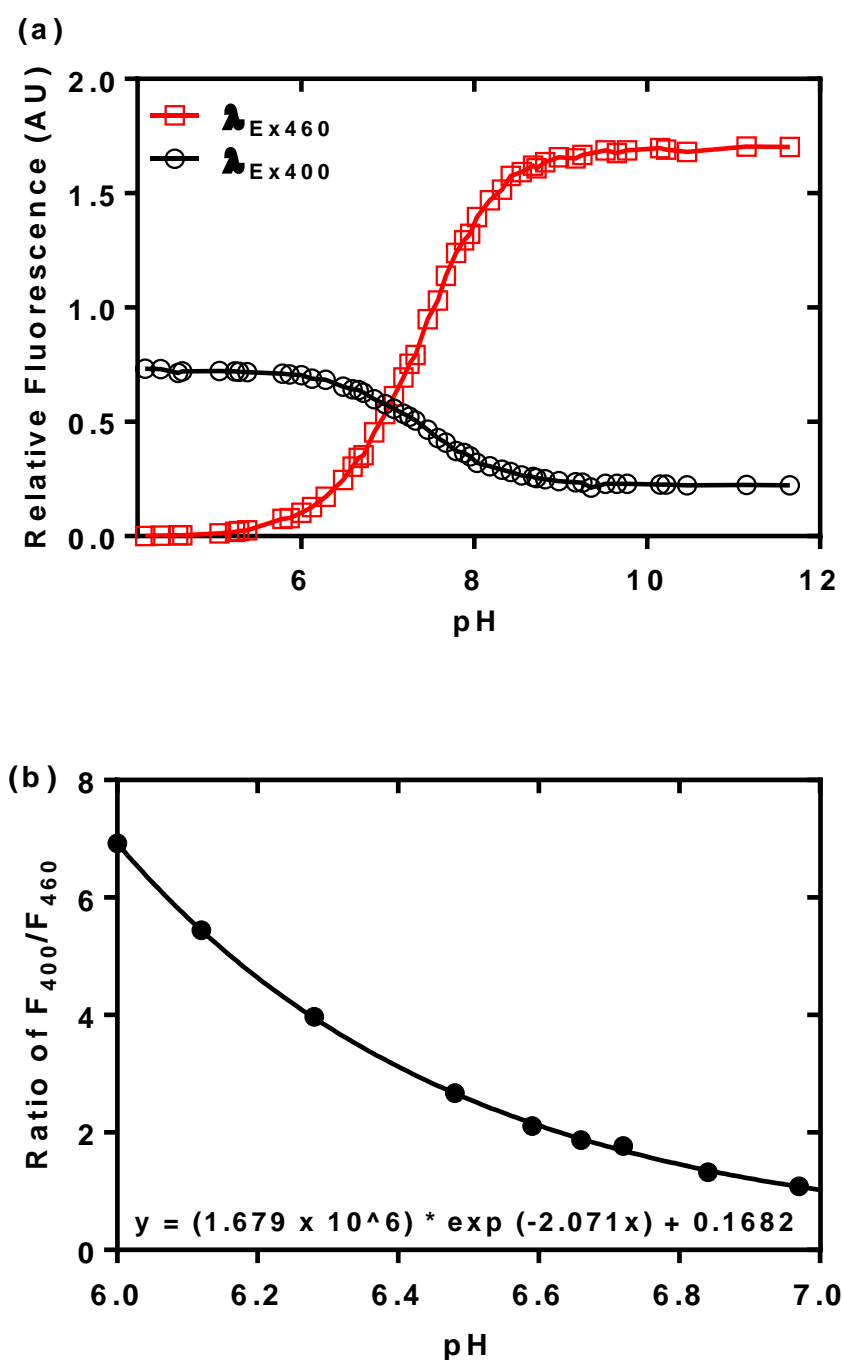 (a)
Relative Fluorescence (AU)
2.0
1.5
1.0
0.5
0.0
λEx460
λEx400
6
8
10
12
pH
(b)
Ratio of F400/F460
8
6
4
2
0
y = (1.679 x 10^6) * exp (-2.071x) + 0.1682
6.0
6.2
6.4
6.6
6.8
7.0
pH